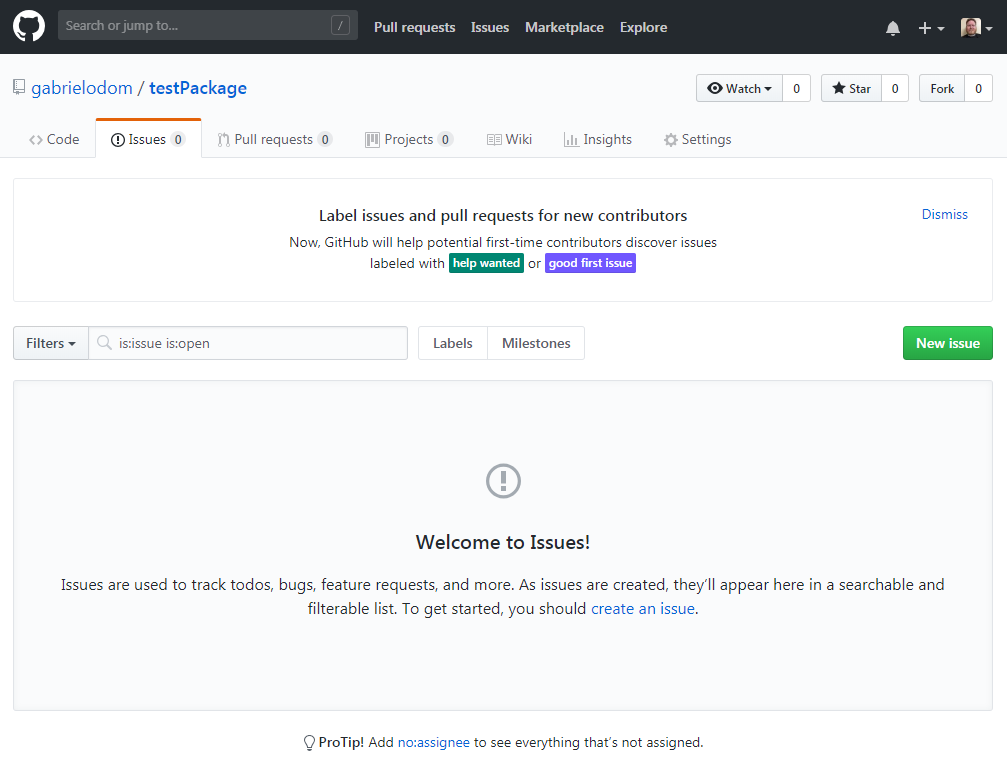 Search or jump to... / Pull requests Issues Marketplace Explore
gabrielodom / testPackage Watch 0 Star 0 Fork 0
Code Issues 0 Pull requests 0 Projects 0 Wiki Insights Settings
Label issues and pull requests for new contributors Dismiss
Now, GitHub will help potential first-time contributors discover issues
labeled with help wanted or good first issue
Filters is:issue is:open Labels Milestones New issue
Welcome to Issues!
Issues are used to track todos, bugs, feature requests, and more. As issues are created, they’ll appear here in a searchable and
filterable list. To get started, you should create an issue.
ProTip! Add no:assignee to see everything that’s not assigned.